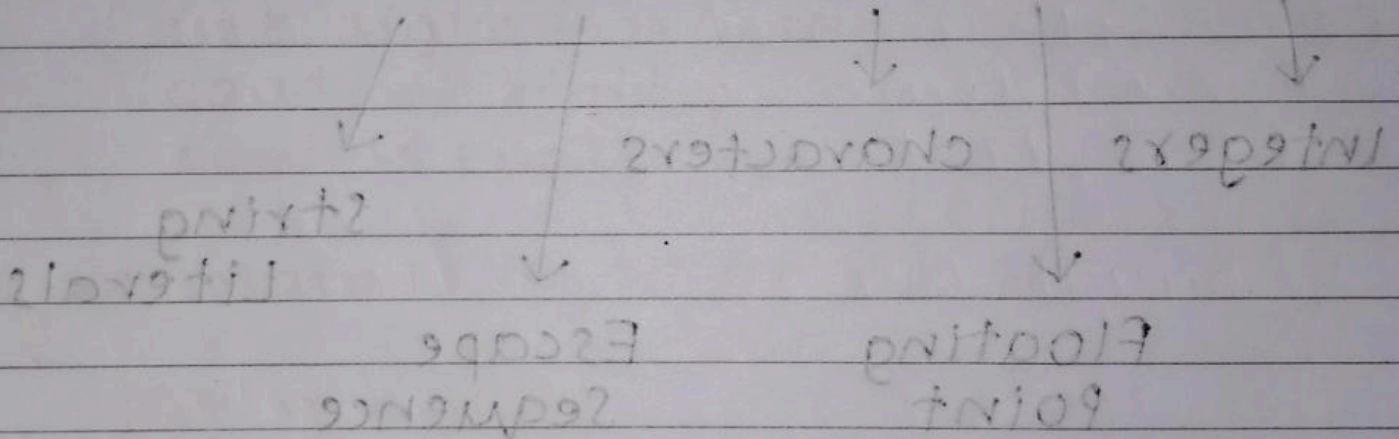 Integers
Characters
String
Literals
Floating
Point
Escape
Sequence